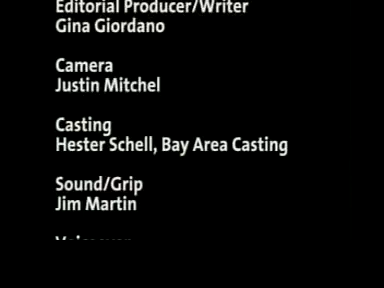 Editorial Producer/Writer
Gina Giordano
Camera
Justin Mitchel
Casting
Hester Schell, Bay Area Casting
Sound/Grip
Jim Martin